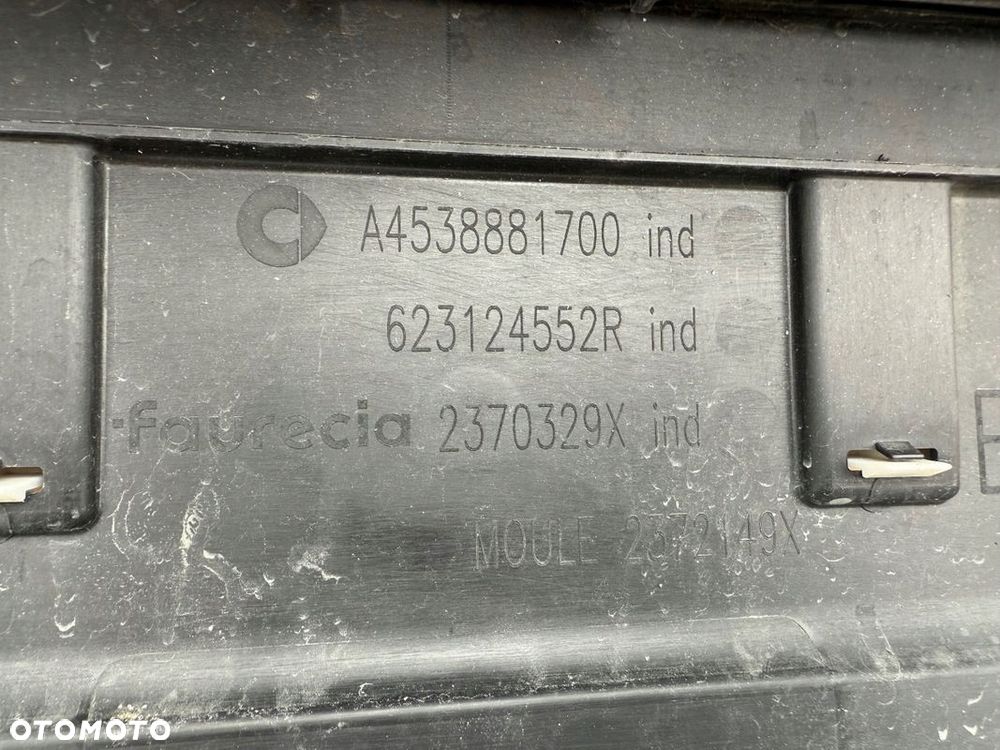 A4538881700 ind
623124552R ind
faurecia 2370329X ind
MOULE 2372149X
OTOMOTO